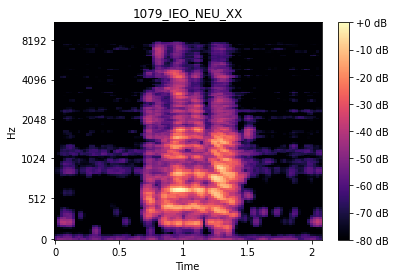 1079_IEO_NEU_XX
8192
4096
2048
1024
512
0
Hz
0
0.5
1
1.5
2
Time
+0 dB
-10 dB
-20 dB
-30 dB
-40 dB
-50 dB
-60 dB
-70 dB
-80 dB